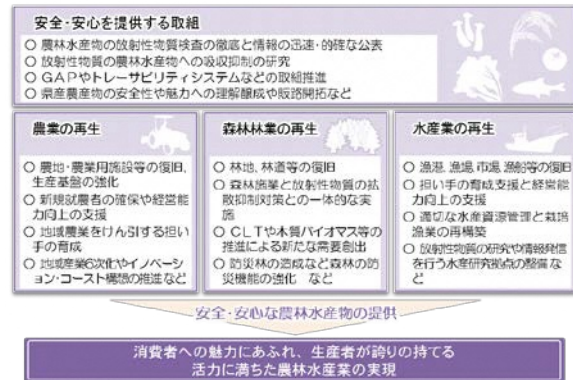 安全・安心を提供する取組
○ 農林水産物の放射性物質検査の徹底と情報の迅速・的確な公表
○ 放射性物質の農林水産物への吸収抑制の研究
○ GAPやトレーサビリティシステムなどの取組推進
○ 県産農産物の安全性や魅力への理解醸成や販路開拓など
農業の再生
○ 農地・農業用施設等の復旧、
生産基盤の強化
○ 新規就農者の確保や経営能
力向上の支援
○ 地域農業をけん引する担い
手の育成
○ 地域産業6次化やイノベーシ
ョン・コースト構想の推進など
森林林業の再生
○ 林地、林道等の復旧
○ 森林施業と放射性物質の拡
散抑制対策との一体的な実
施
○ CLTや木質バイオマス等の
推進による新たな需要創出
○ 防災林の造成など森林の防
災機能の強化 など
水産業の再生
○ 漁港、漁場、市場、漁船等の復旧
○ 担い手の育成支援と経営能
力向上の支援
○ 適切な水産資源管理と栽培
漁業の再構築
○ 放射性物質の研究や情報発信
を行う水産研究拠点の整備な
ど
安全・安心な農林水産物の提供
消費者への魅力にあふれ、生産者が誇りの持てる
活力に満ちた農林水産業の実現